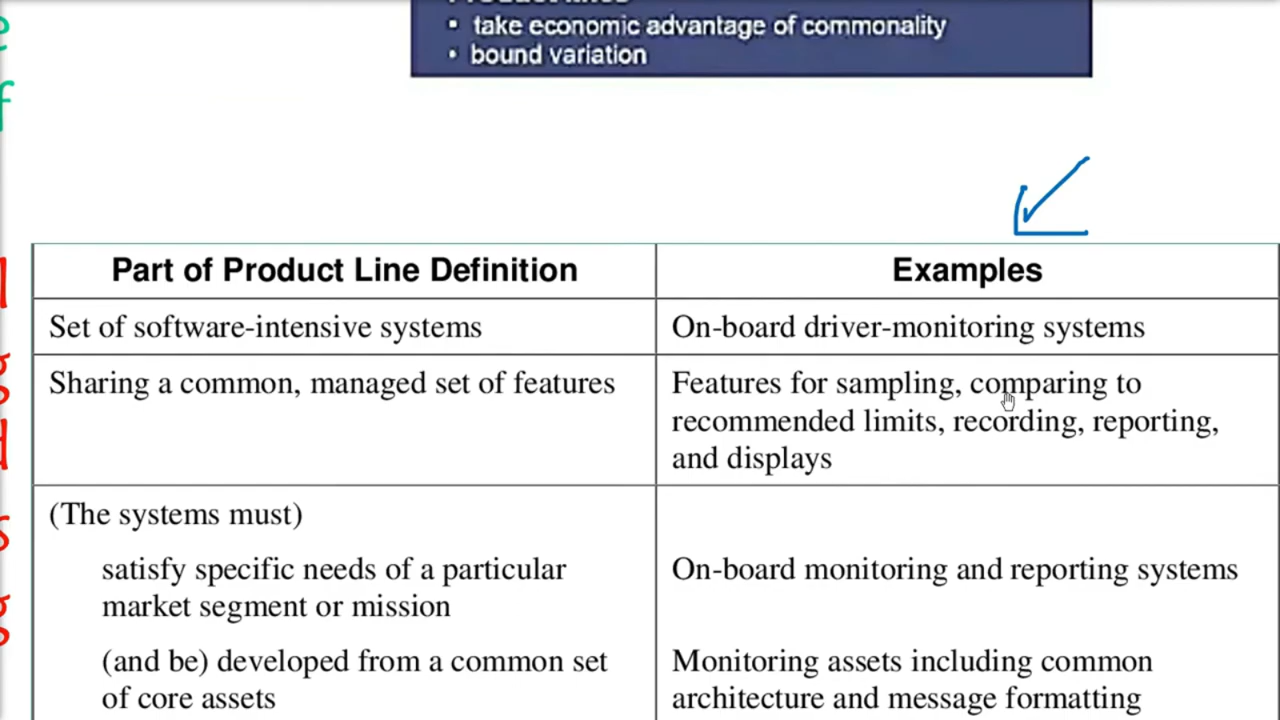 • take economic advantage of commonality
• bound variation
Part of Product Line Definition
Examples
Set of software-intensive systems
On-board driver-monitoring systems
Sharing a common, managed set of features
Features for sampling, comparing to
recommended limits, recording, reporting,
and displays
(The systems must)
satisfy specific needs of a particular
market segment or mission
On-board monitoring and reporting systems
(and be) developed from a common set
of core assets
Monitoring assets including common
architecture and message formatting